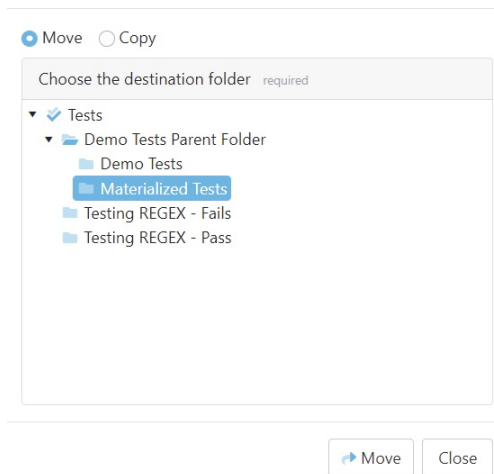 Move Copy
Choose the destination folder required
Tests
Demo Tests Parent Folder
Demo Tests
Materialized Tests
Testing REGEX - Fails
Testing REGEX - Pass
Move Close